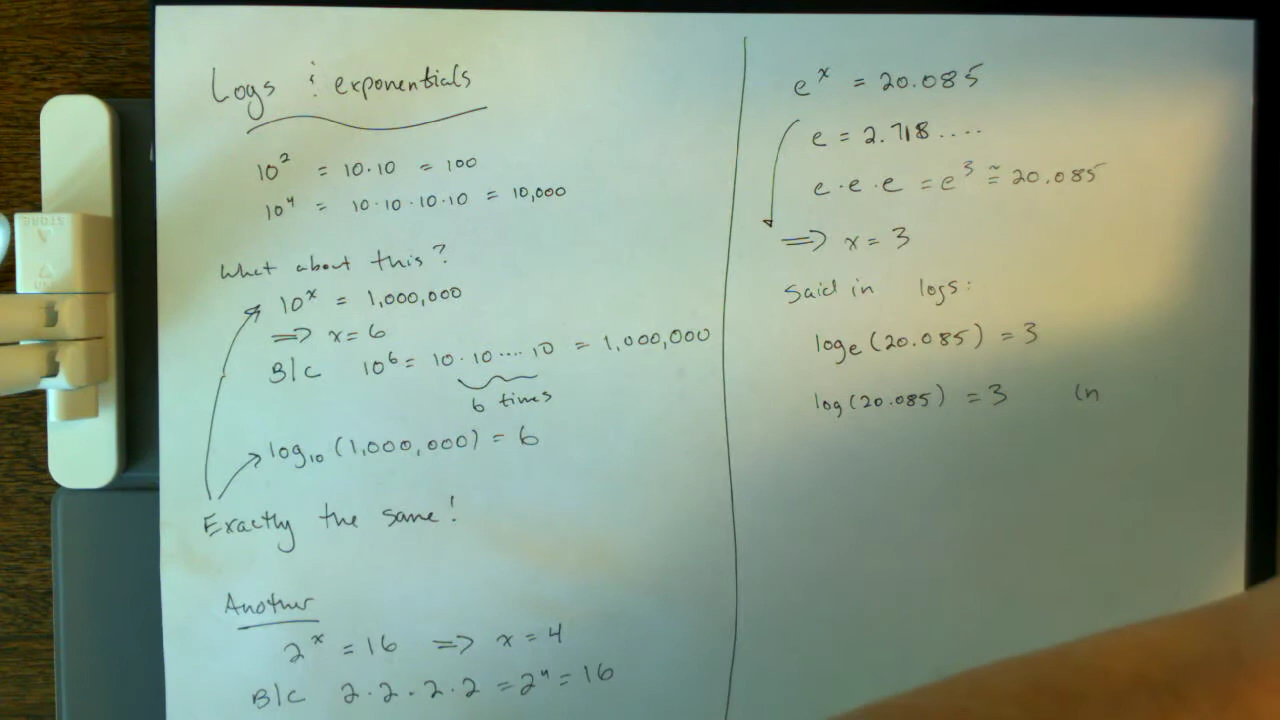 Logs & exponentials
10² = 10·10 = 100
10⁴ = 10·10·10·10 = 10,000
What about this?
10ˣ = 1,000,000
⇒ x=6
B/C 10⁶ = 10·10....10 = 1,000,000
6 times
log₁₀ (1,000,000) = 6
Exactly the same!
Another
2ˣ = 16 ⇒ x = 4
B/C 2·2·2·2 = 2⁴ = 16
eˣ = 20.085
e = 2.718....
e·e·e = e³ ≅ 20.085
⇒ x = 3
Said in logs:
logₑ (20.085) = 3
log (20.085) = 3 ln